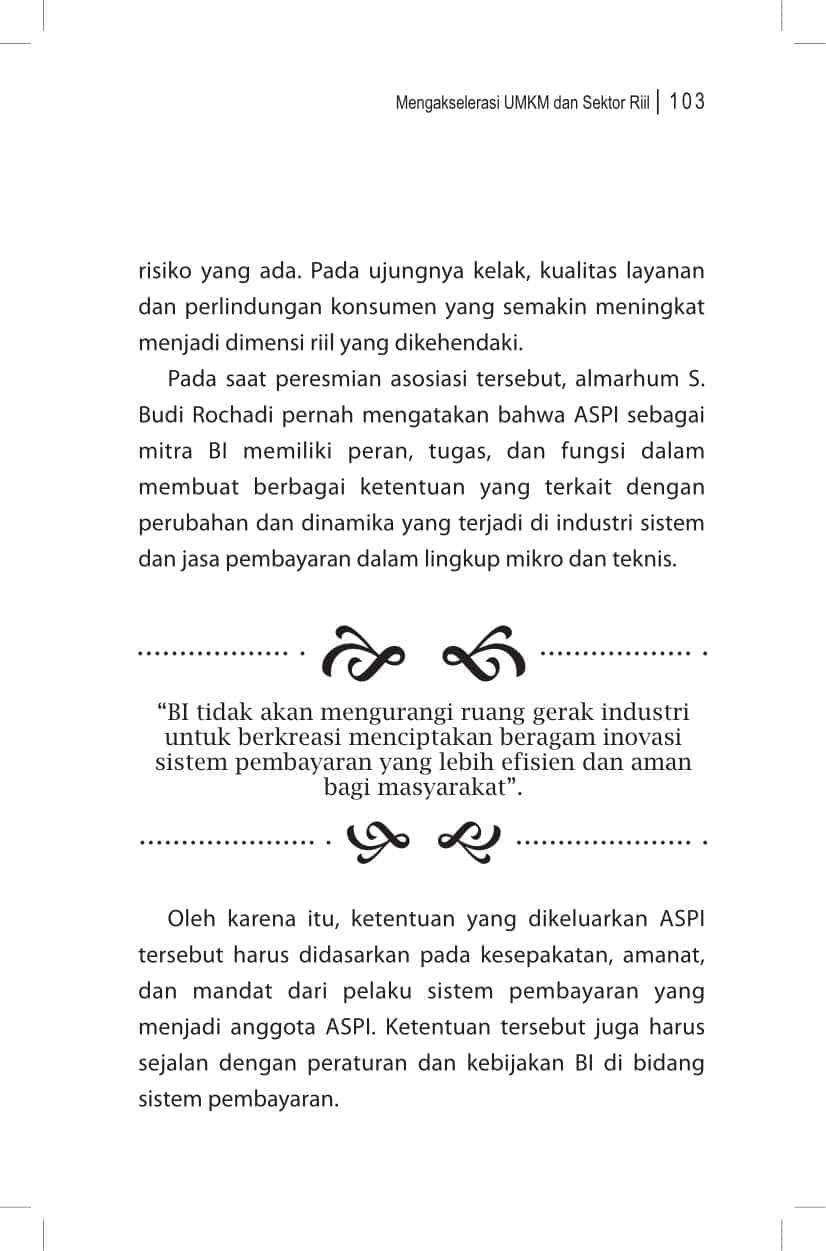 Mengakselerasi UMKM dan Sektor Riil | 103
risiko yang ada. Pada ujungnya kelak, kualitas layanan
dan perlindungan konsumen yang semakin meningkat
menjadi dimensi riil yang dikehendaki.
Pada saat peresmian asosiasi tersebut, almarhum S.
Budi Rochadi pernah mengatakan bahwa ASPI sebagai
mitra BI memiliki peran, tugas, dan fungsi dalam
membuat berbagai ketentuan yang terkait dengan
perubahan dan dinamika yang terjadi di industri sistem
dan jasa pembayaran dalam lingkup mikro dan teknis.
“BI tidak akan mengurangi ruang gerak industri
untuk berkreasi menciptakan beragam inovasi
sistem pembayaran yang lebih efisien dan aman
bagi masyarakat”.
Oleh karena itu, ketentuan yang dikeluarkan ASPI
tersebut harus didasarkan pada kesepakatan, amanat,
dan mandat dari pelaku sistem pembayaran yang
menjadi anggota ASPI. Ketentuan tersebut juga harus
sejalan dengan peraturan dan kebijakan BI di bidang
sistem pembayaran.